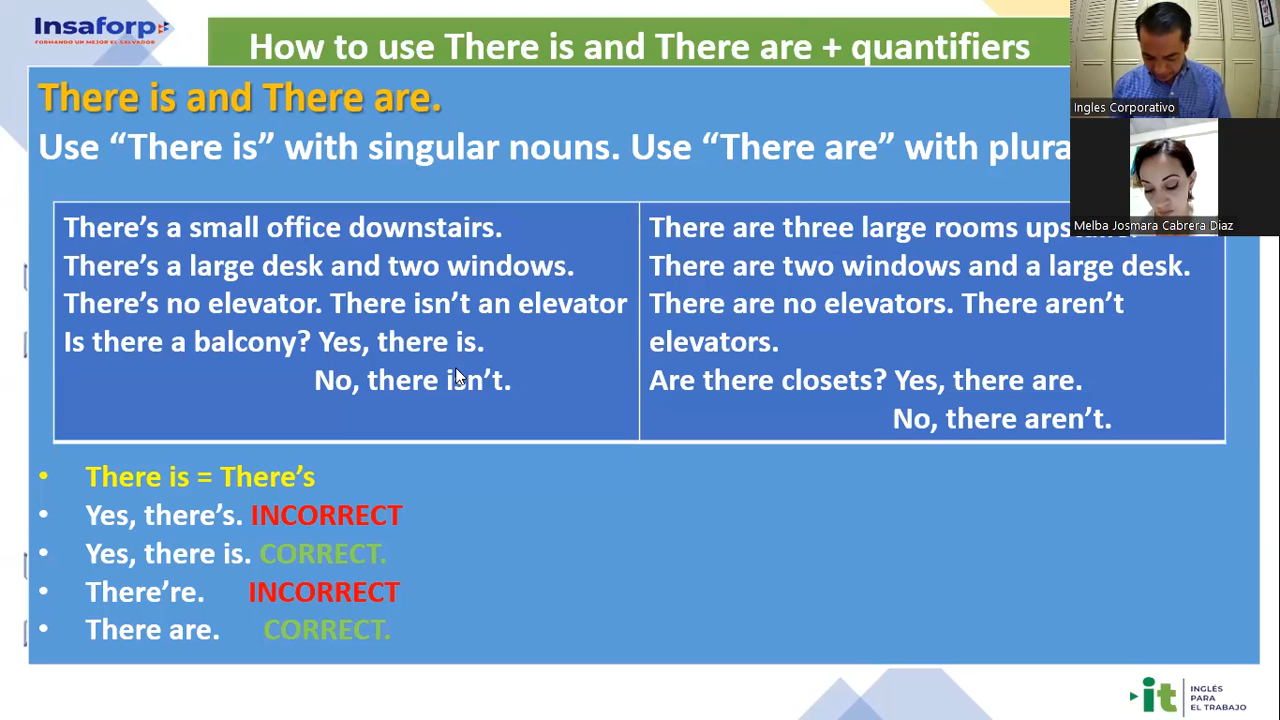 Insaforp
FORMANDO UN MEJOR EL SALVADOR
How to use There is and There are + quantifiers
There is and There are.
Use “There is” with singular nouns. Use “There are” with plura
There’s a small office downstairs.
There’s a large desk and two windows.
There’s no elevator. There isn’t an elevator
Is there a balcony? Yes, there is.
No, there isn’t.
There are three large rooms ups
There are two windows and a large desk.
There are no elevators. There aren’t
elevators.
Are there closets? Yes, there are.
No, there aren’t.
• There is = There’s
• Yes, there’s. INCORRECT
• Yes, there is. CORRECT.
• There’re. INCORRECT
• There are. CORRECT.
Ingles Corporativo
Melba Josmara Cabrera Diaz
it
INGLÉS
PARA
EL TRABAJO